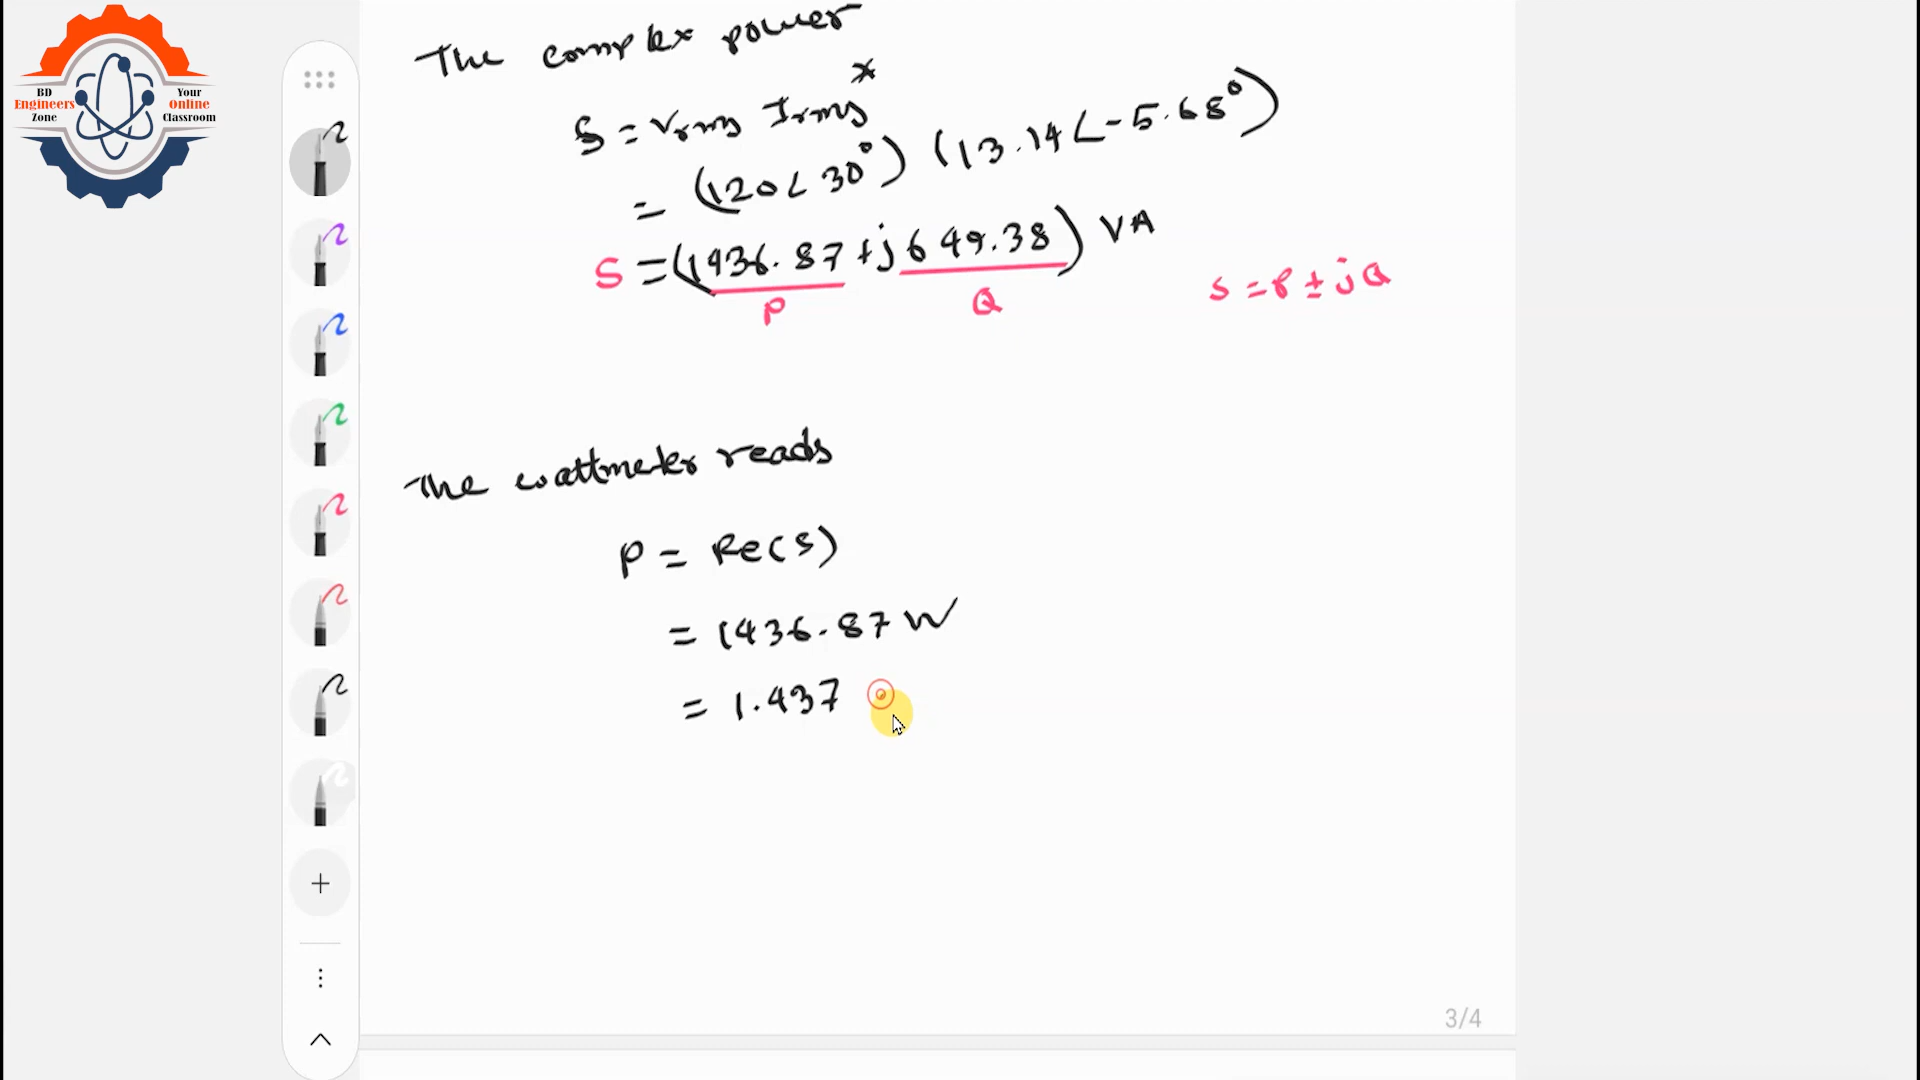 BD
Engineers
Zone
Your
Online
Classroom
The complex power
S = Vrms Irms*
= (120∠30°) (13.14∠-5.68°)
S = (1436.87 + j 649.38) VA
P Q
S = P ± jQ
The wattmeter reads
P = Re(S)
= 1436.87 W
= 1.437
3/4